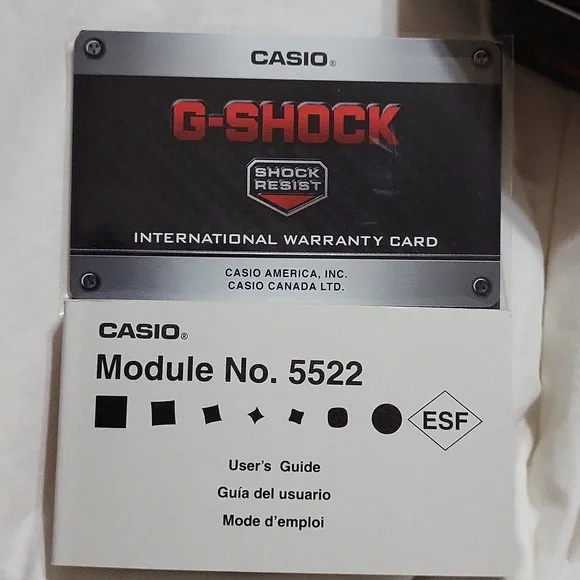 CASIO®
G-SHOCK
SHOCK
RESIST
INTERNATIONAL WARRANTY CARD
CASIO AMERICA, INC.
CASIO CANADA LTD.
CASIO®
Module No. 5522
ESF
User's Guide
Guía del usuario
Mode d'emploi